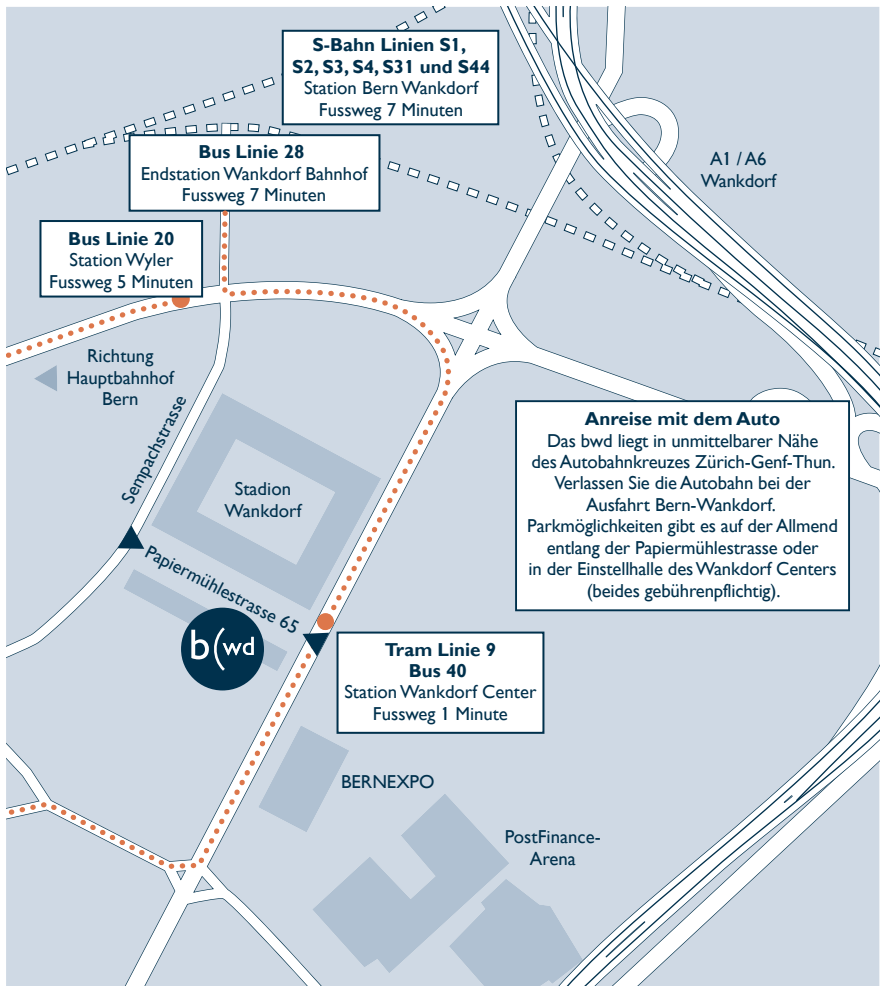 S-Bahn Linien S1,
S2, S3, S4, S31 und S44
Station Bern Wankdorf
Fussweg 7 Minuten
Bus Linie 28
Endstation Wankdorf Bahnhof
Fussweg 7 Minuten
A1 / A6
Wankdorf
Bus Linie 20
Station Wyler
Fussweg 5 Minuten
Richtung
Hauptbahnhof
Bern
Sempachstrasse
Stadion
Wankdorf
Anreise mit dem Auto
Das bwd liegt in unmittelbarer Nähe
des Autobahnkreuzes Zürich-Genf-Thun.
Verlassen Sie die Autobahn bei der
Ausfahrt Bern-Wankdorf.
Parkmöglichkeiten gibt es auf der Allmend
entlang der Papiermühlestrasse oder
in der Einstellhalle des Wankdorf Centers
(beides gebührenpflichtig).
Papiermühlestrasse 65
b(wd
Tram Linie 9
Bus 40
Station Wankdorf Center
Fussweg 1 Minute
BERNEXPO
PostFinance-
Arena